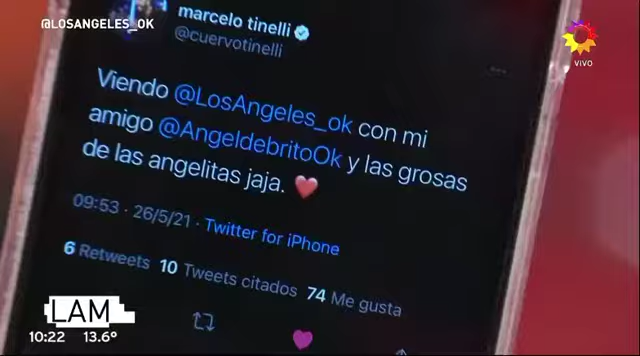 @LOSANGELES_OK
marcelo tinelli
@cuervotinelli
VIVO
Viendo @LosAngeles_ok con mi
amigo @AngeldebritoOk y las grosas
de las angelitas jaja. ❤️
09:53 · 26/5/21 · Twitter for iPhone
6 Retweets 10 Tweets citados 74 Me gusta
LAM
10:22 13.6°